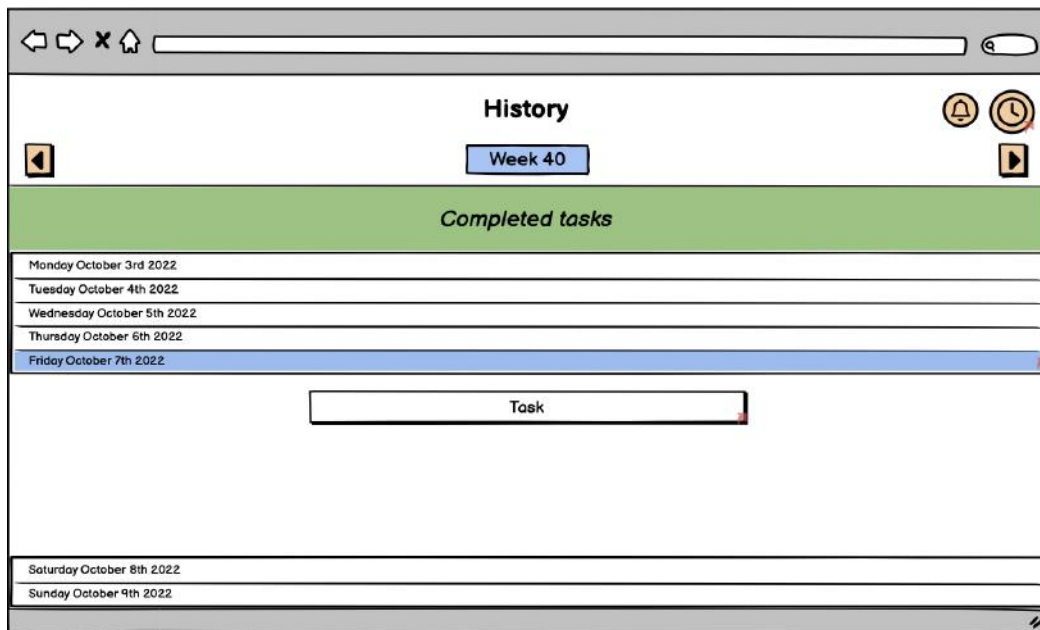 History
Week 40
Completed tasks
Monday October 3rd 2022
Tuesday October 4th 2022
Wednesday October 5th 2022
Thursday October 6th 2022
Friday October 7th 2022
Task
Saturday October 8th 2022
Sunday October 9th 2022